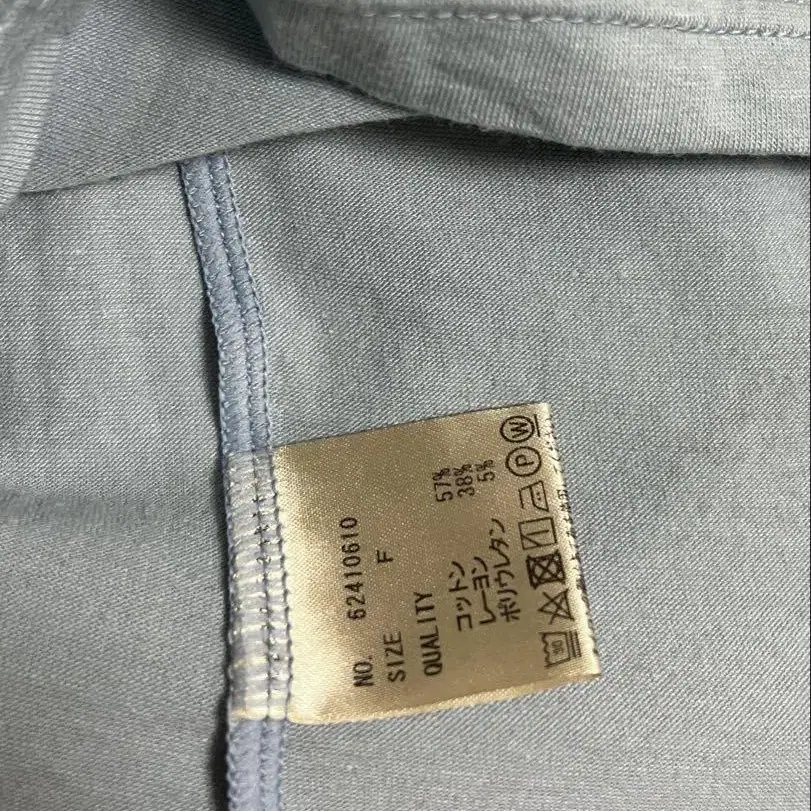 NO. 62410610
SIZE F
QUALITY
コットン 57%
レーヨン 38%
ポリウレタン 5%
30
P
W